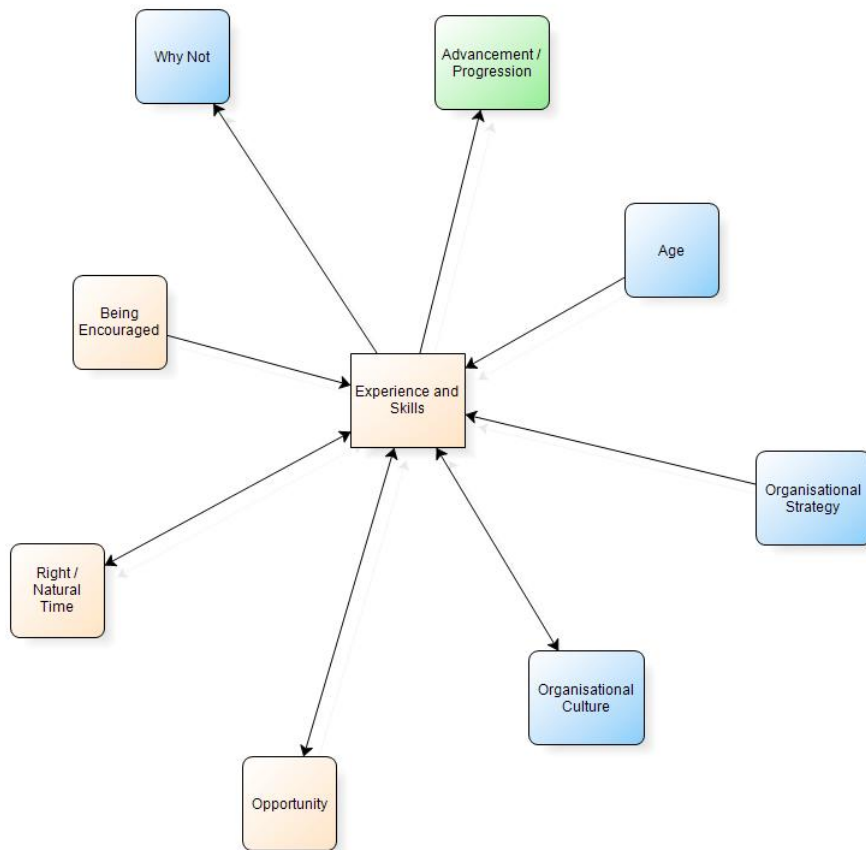 Why Not
Advancement /
Progression
Age
Being
Encouraged
Experience and
Skills
Organisational
Strategy
Right /
Natural
Time
Organisational
Culture
Opportunity